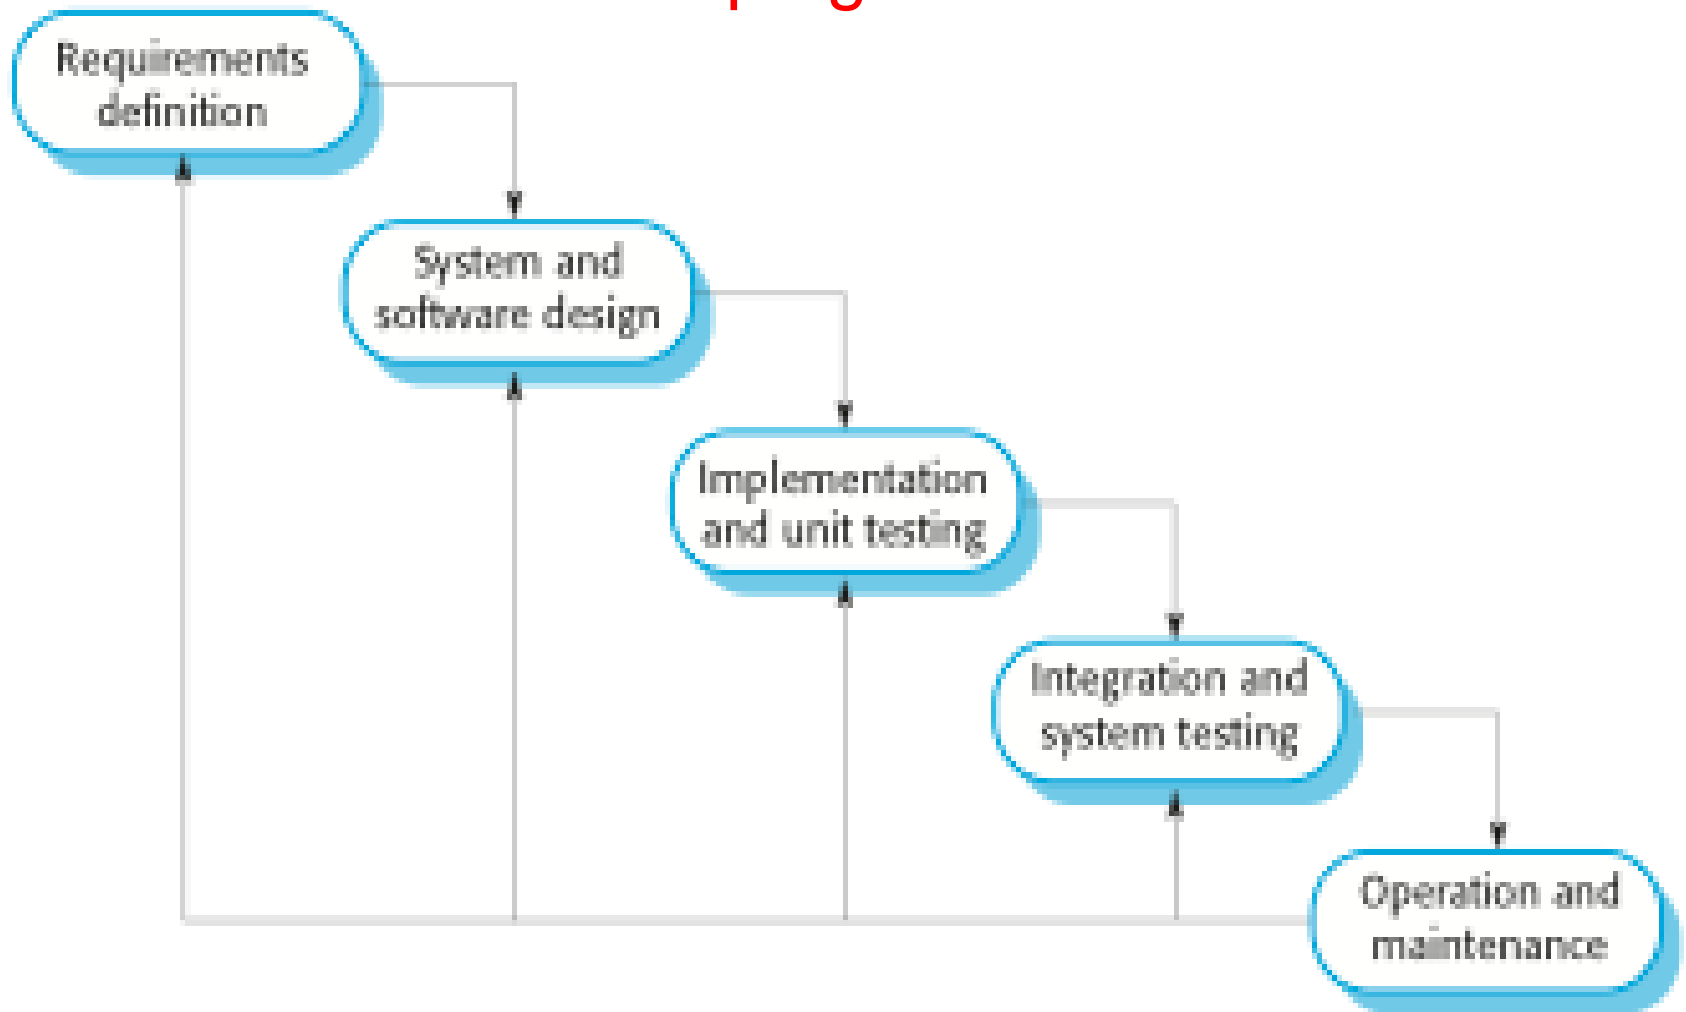 Requirements
definition
System and
software design
Implementation
and unit testing
Integration and
system testing
Operation and
maintenance